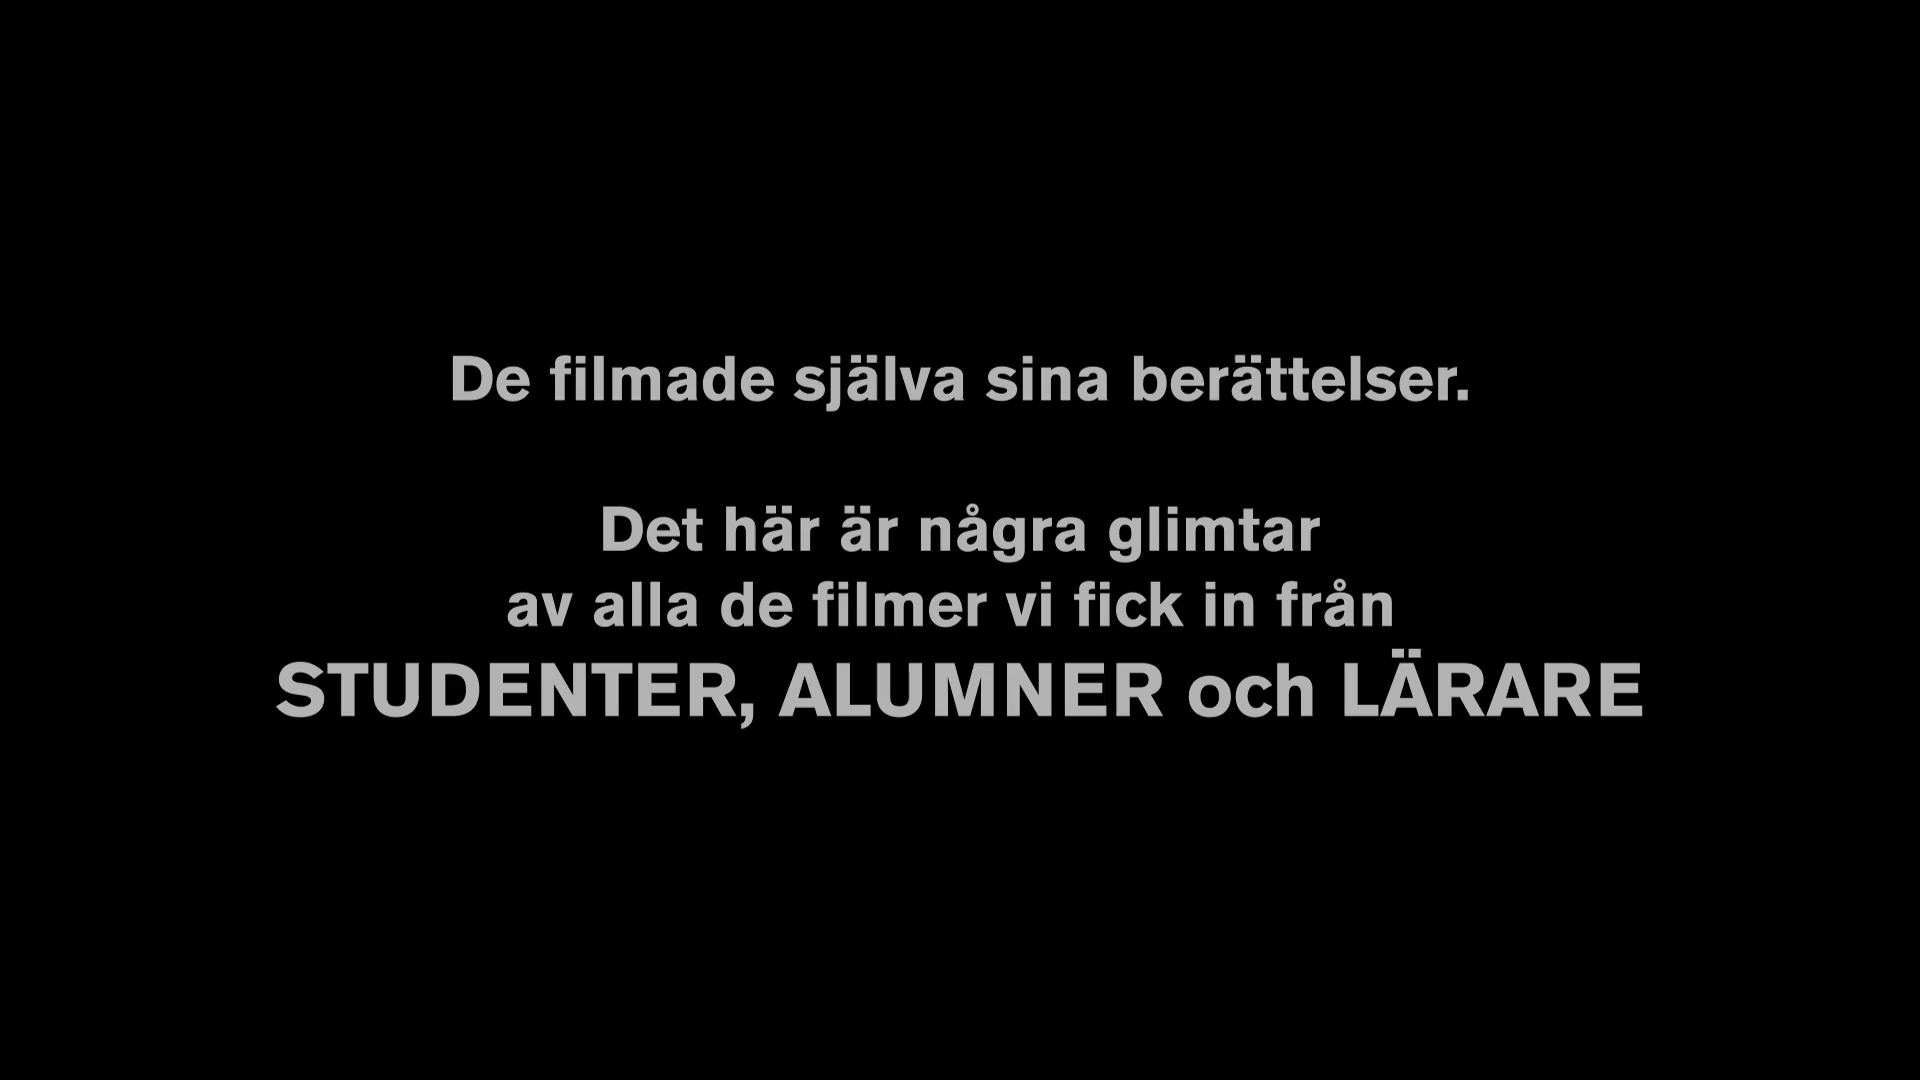 De filmade själva sina berättelser.
Det här är några glimtar
av alla de filmer vi fick in från
STUDENTER, ALUMNER och LÄRARE